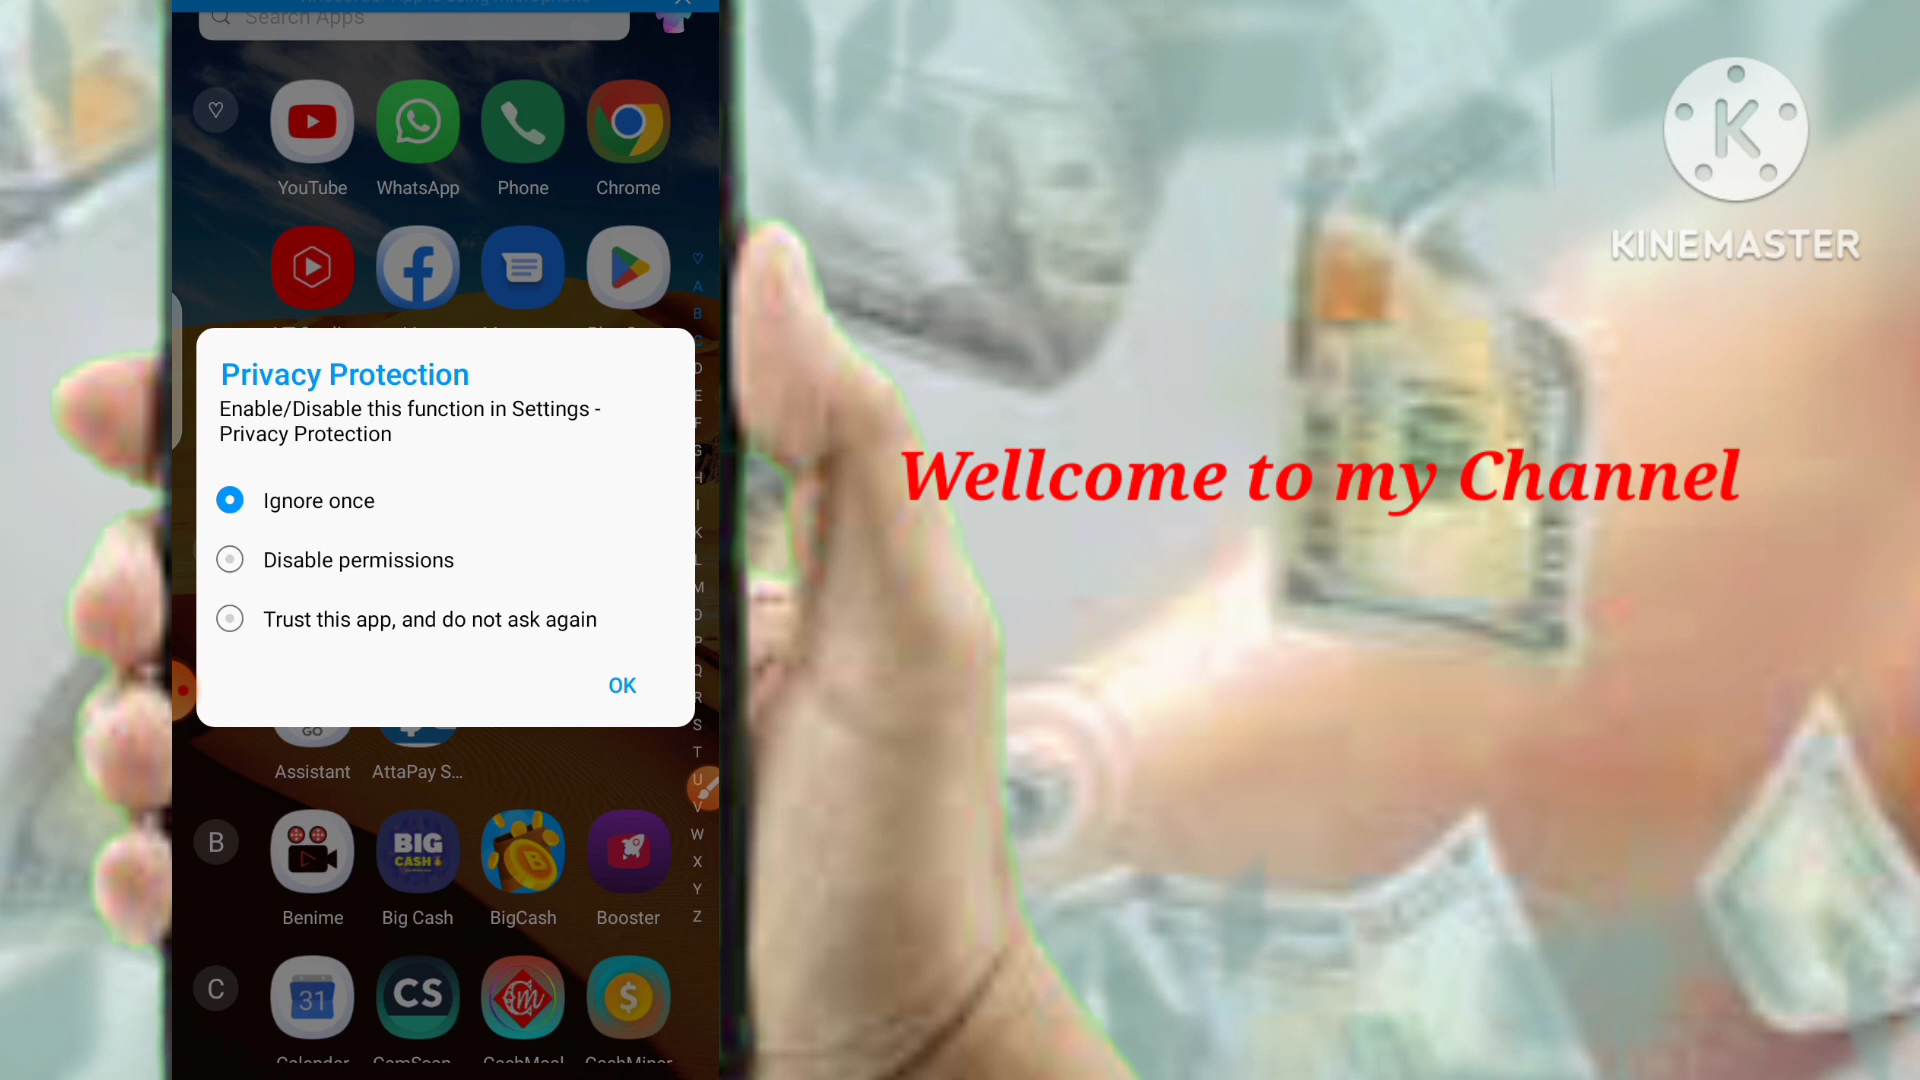 Search Apps
YouTube WhatsApp Phone Chrome
Privacy Protection
Enable/Disable this function in Settings -
Privacy Protection
Ignore once
Disable permissions
Trust this app, and do not ask again
OK
GO
Assistant AttaPay S...
B
BIG
CASH
Benime Big Cash BigCash Booster
C
31 CS
A
B
D
E
F
G
H
I
K
L
M
O
P
Q
R
S
T
U
V
W
X
Y
Z
Wellcome to my Channel
K
KINEMASTER